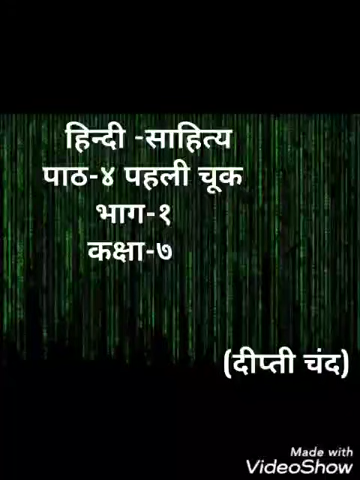 हिन्दी -साहित्य
पाठ-४ पहली चूक
भाग-१
कक्षा-७
(दीप्ती चंद)
Made with
VideoShow